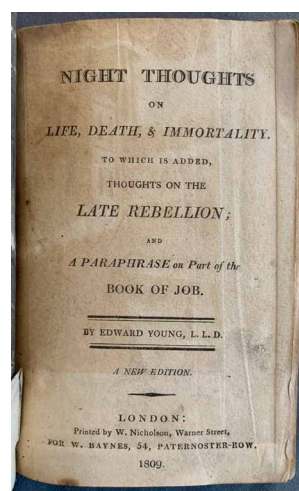 NIGHT THOUGHTS
ON
LIFE, DEATH, & IMMORTALITY.
TO WHICH IS ADDED,
THOUGHTS ON THE
LATE REBELLION;
AND
A PARAPHRASE on Part of the
BOOK OF JOB.
BY EDWARD YOUNG, L. L. D.
A NEW EDITION.
LONDON:
Printed by W. Nicholson, Warner Street,
FOR W. BAYNES, 54, PATERNOSTER-ROW.
1809.